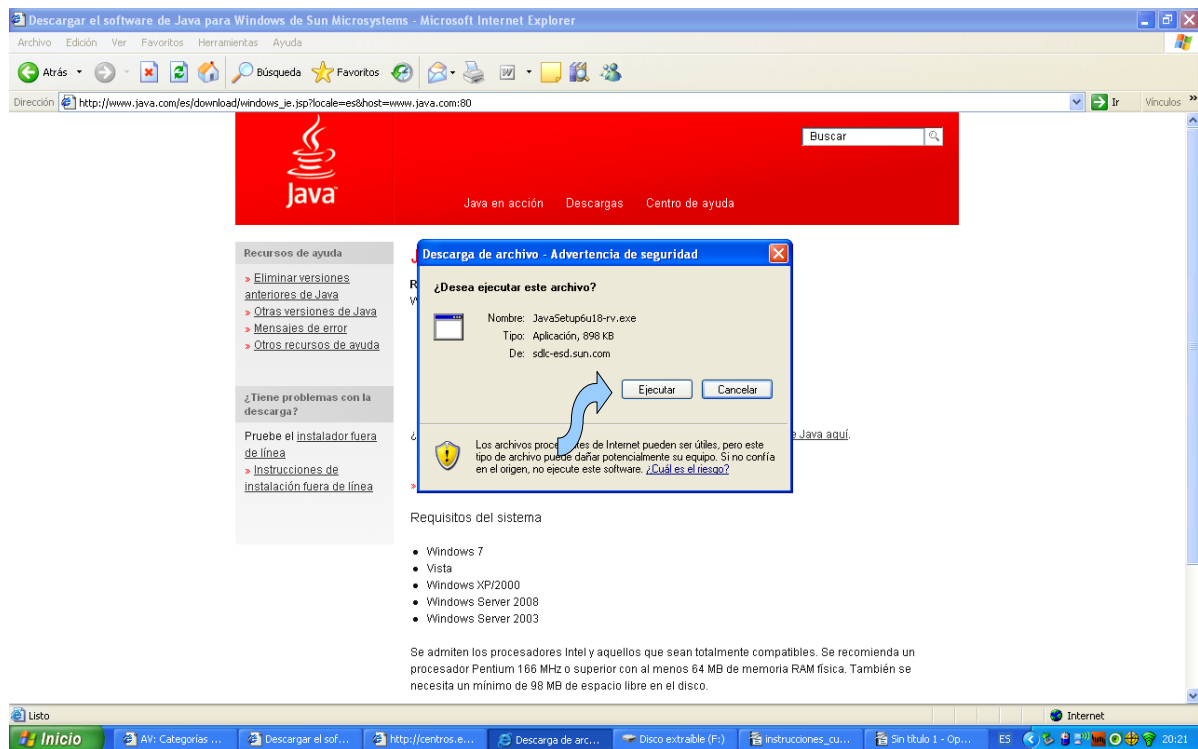 Descargar el software de Java para Windows de Sun Microsystems - Microsoft Internet Explorer
Archivo Edición Ver Favoritos Herramientas Ayuda
Atrás Búsqueda Favoritos
Dirección http://www.java.com/es/download/windows_ie.jsp?locale=es&host=www.java.com:80 Ir Vínculos »
Java
Buscar
Java en acción Descargas Centro de ayuda
Recursos de ayuda
» Eliminar versiones
anteriores de Java
» Otras versiones de Java
» Mensajes de error
» Otros recursos de ayuda
¿Tiene problemas con la
descarga?
Pruebe el instalador fuera
de línea
» Instrucciones de
instalación fuera de línea
Descarga de archivo - Advertencia de seguridad
¿Desea ejecutar este archivo?
Nombre: JavaSetup6u18-rv.exe
Tipo: Aplicación, 898 KB
De: sdlc-esd.sun.com
Ejecutar Cancelar
Los archivos de Internet pueden ser útiles, pero este
tipo de archivo puede dañar potencialmente su equipo. Si no confía
en el origen, no ejecute este software. ¿Cuál es el riesgo?
e Java aquí.
Requisitos del sistema
• Windows 7
• Vista
• Windows XP/2000
• Windows Server 2008
• Windows Server 2003
Se admiten los procesadores Intel y aquellos que sean totalmente compatibles. Se recomienda un
procesador Pentium 166 MHz o superior con al menos 64 MB de memoria RAM física. También se
necesita un mínimo de 98 MB de espacio libre en el disco.
Listo Internet
Inicio AV: Categorías ... Descargar el sof... http://centros.e... Descarga de arc... Disco extraíble (F:) instrucciones_cu... Sin título 1 - Op... ES 20:21